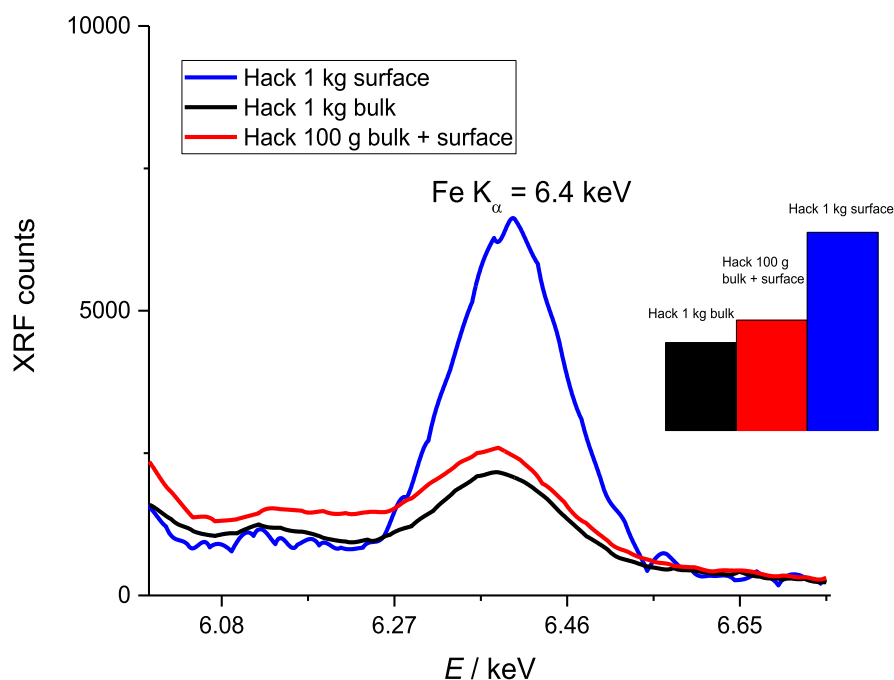 10000
Hack 1 kg surface
Hack 1 kg bulk
Hack 100 g bulk + surface
Fe Kα = 6.4 keV
Hack 1 kg surface
Hack 100 g
bulk + surface
Hack 1 kg bulk
XRF counts
5000
0
6.08
6.27
6.46
6.65
E / keV